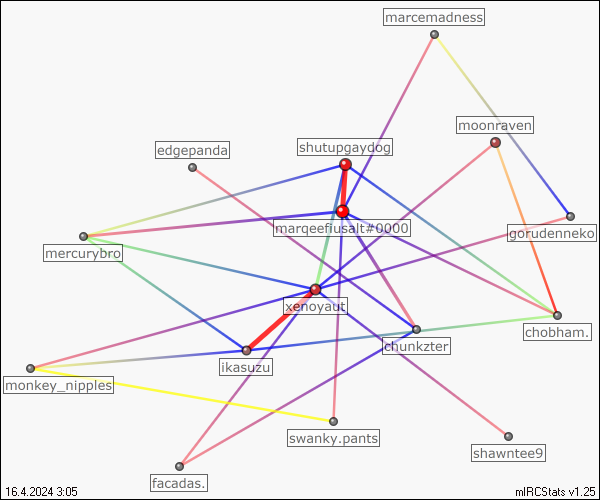 marcemadness
moonraven
shutupgaydog
edgepanda
marqeefiusalt#0000
gorudenneko
mercurybro
xenoyaut
chobham.
chunkzter
ikasuzu
monkey_nipples
swanky.pants
shawntee9
facadas.
16.4.2024 3:05
mIRCStats v1.25